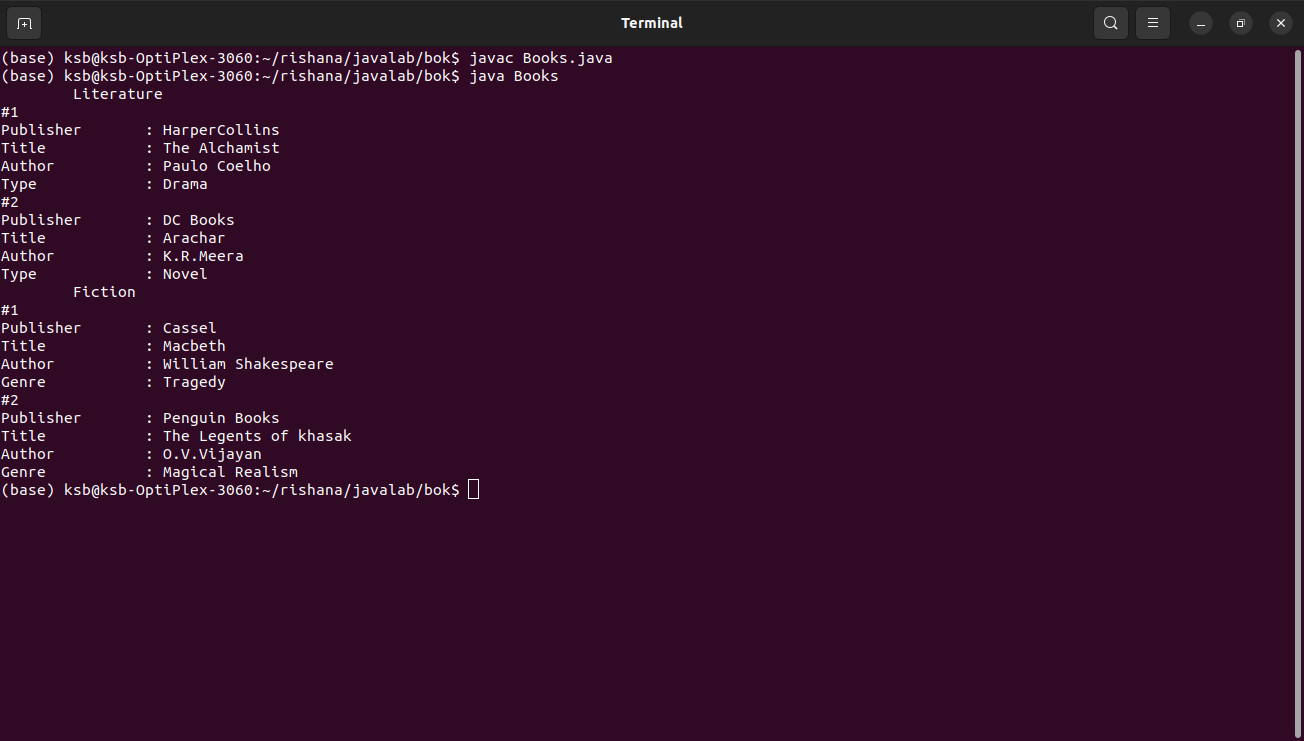 Terminal
(base) ksb@ksb-OptiPlex-3060:~/rishana/javalab/bok$ javac Books.java
(base) ksb@ksb-OptiPlex-3060:~/rishana/javalab/bok$ java Books
        Literature
#1
Publisher       : HarperCollins
Title           : The Alchamist
Author          : Paulo Coelho
Type            : Drama
#2
Publisher       : DC Books
Title           : Arachar
Author          : K.R.Meera
Type            : Novel
        Fiction
#1
Publisher       : Cassel
Title           : Macbeth
Author          : William Shakespeare
Genre           : Tragedy
#2
Publisher       : Penguin Books
Title           : The Legents of khasak
Author          : O.V.Vijayan
Genre           : Magical Realism
(base) ksb@ksb-OptiPlex-3060:~/rishana/javalab/bok$